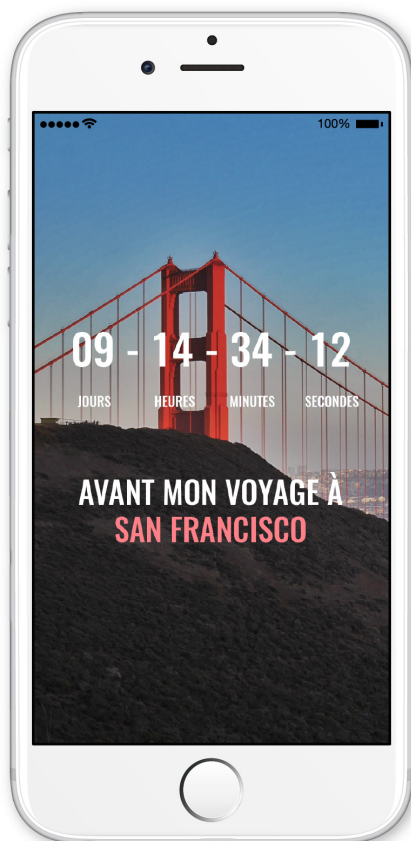 100%
09 - 14 - 34 - 12
JOURS HEURES MINUTES SECONDES
AVANT MON VOYAGE À
SAN FRANCISCO